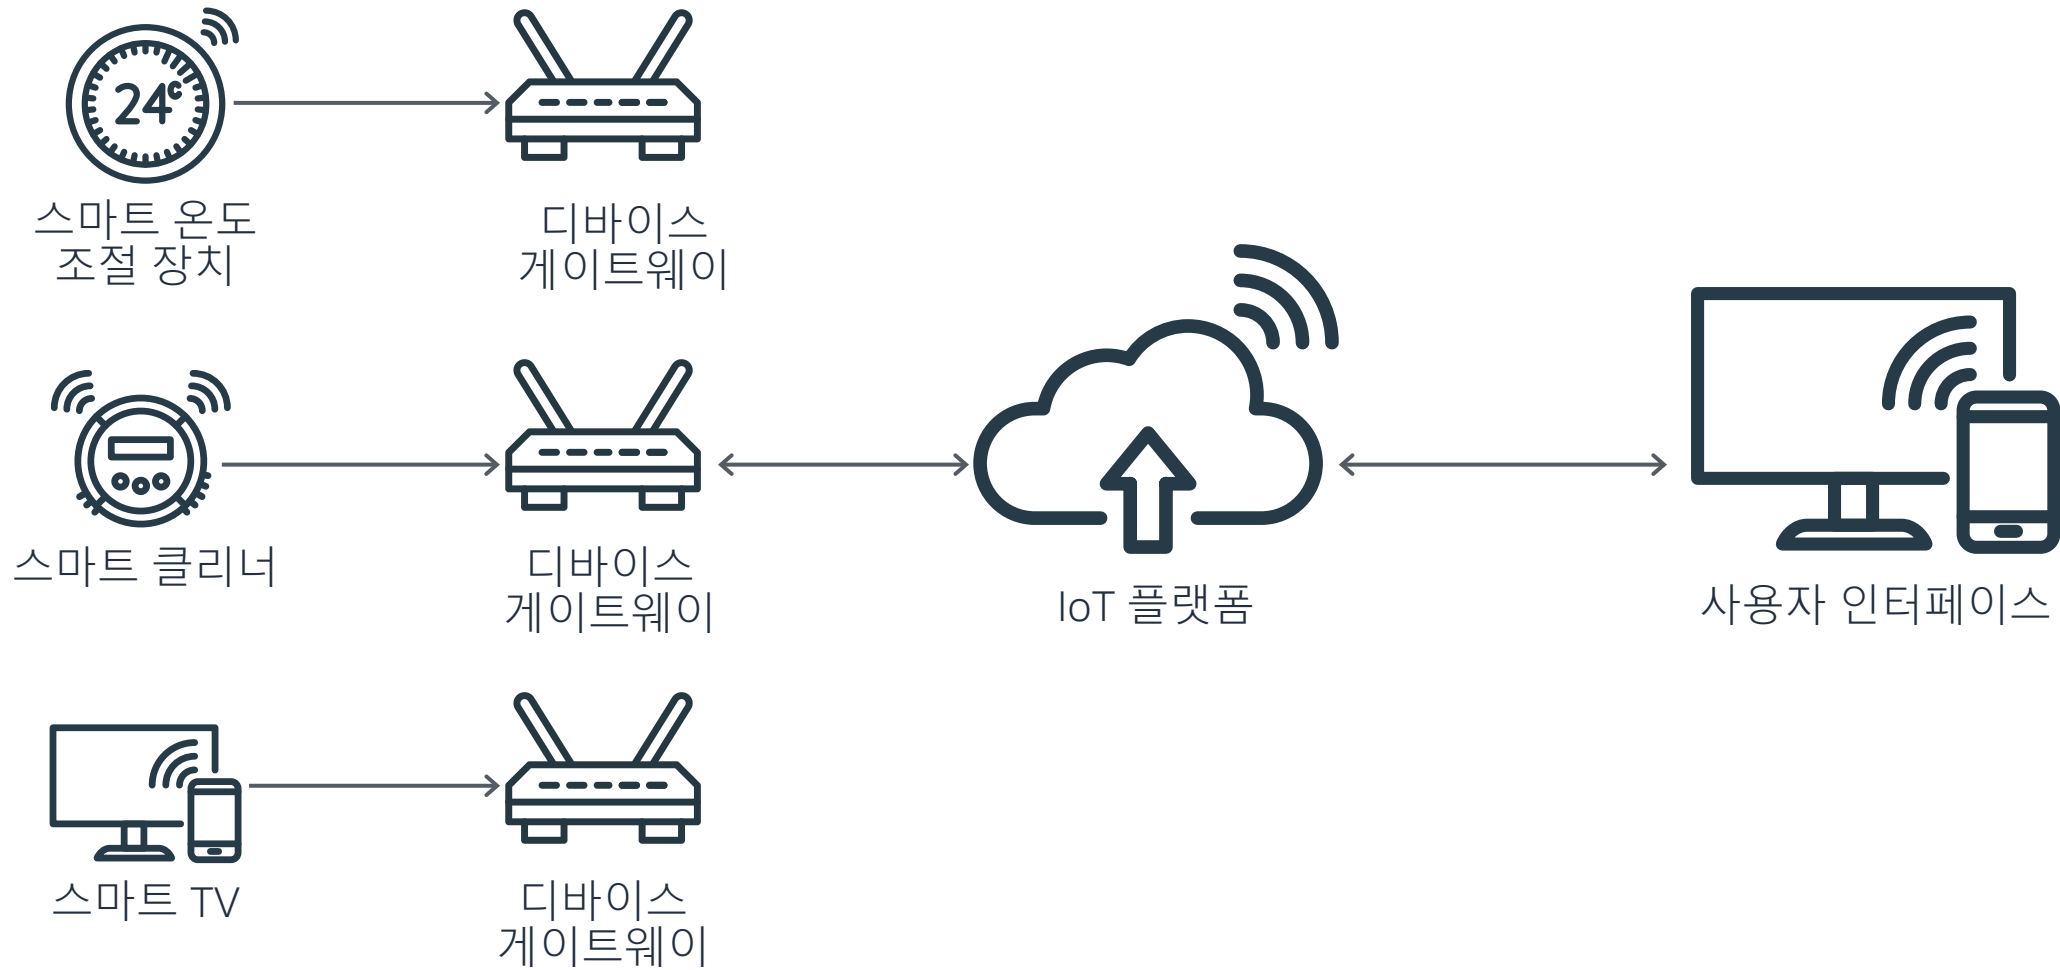 24°C
스마트 온도
조절 장치
디바이스
게이트웨이
스마트 클리너
디바이스
게이트웨이
IoT 플랫폼
사용자 인터페이스
스마트 TV
디바이스
게이트웨이